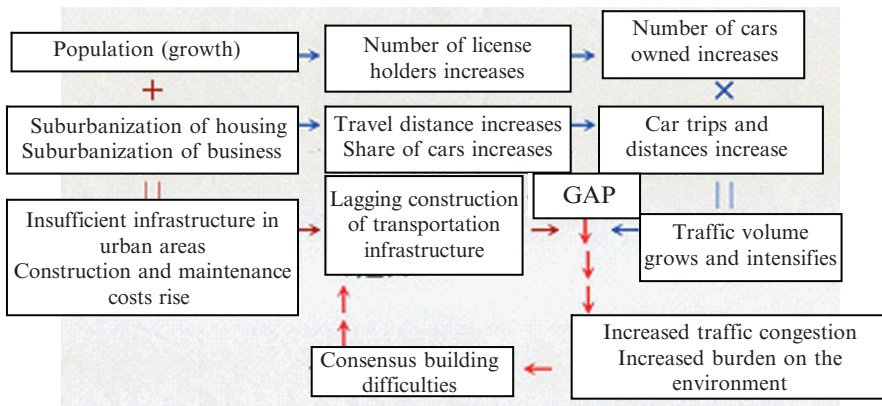 Population (growth)
Number of license
holders increases
Number of cars
owned increases
+
×
Suburbanization of housing
Suburbanization of business
Travel distance increases
Share of cars increases
Car trips and
distances increase
Insufficient infrastructure in
urban areas
Construction and maintenance
costs rise
Lagging construction
of transportation
infrastructure
GAP
Traffic volume
grows and intensifies
Increased traffic congestion
Increased burden on the
environment
Consensus building
difficulties